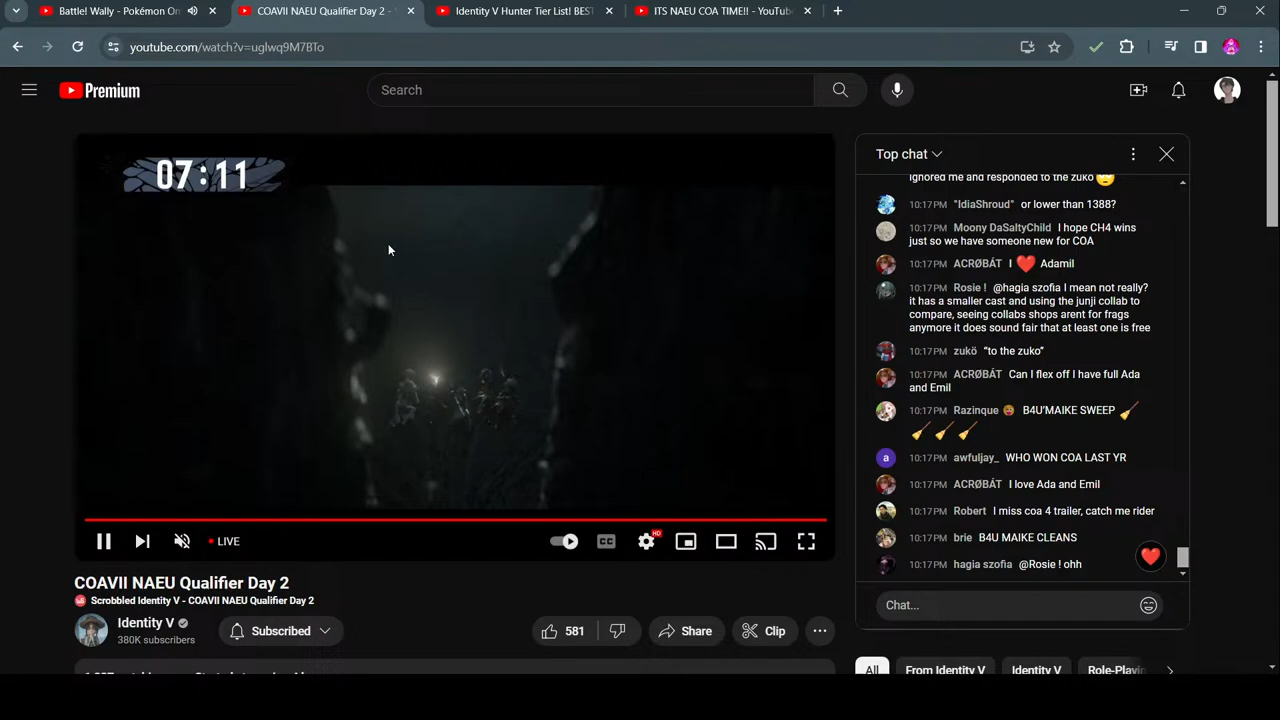 Battle! Wally - Pokémon On
COAVII NAEU Qualifier Day 2 -
Identity V Hunter Tier List! BEST
ITS NAEU COA TIME!! - YouTube
youtube.com/watch?v=uglwq9M7BTo
Premium
Search
07:11
Top chat
ignored me and responded to the zuko
10:17PM "IdiaShroud" or lower than 1388?
10:17PM Moony DaSaltyChild I hope CH4 wins
just so we have someone new for COA
10:17PM ACRØBÁT I ❤️ Adamil
10:17PM Rosie ! @hagia szofia I mean not really?
it has a smaller cast and using the junji collab to
compare, seeing collabs shops arent for frags
anymore it does sound fair that at least one is free
10:17PM zukö “to the zuko”
10:17PM ACRØBÁT Can I flex off I have full Ada
and Emil
10:17PM Razinque B4U’MAIKE SWEEP 🧹
🧹 🧹 🧹
a 10:17PM awfuljay_ WHO WON COA LAST YR
10:17PM ACRØBÁT I love Ada and Emil
10:17PM Robert I miss coa 4 trailer, catch me rider
10:17PM brie B4U MAIKE CLEANS
10:17PM hagia szofia @Rosie ! ohh
Chat...
LIVE
CC
HD
COAVII NAEU Qualifier Day 2
Scrobbled Identity V - COAVII NAEU Qualifier Day 2
Identity V
380K subscribers
Subscribed
581
Share
Clip
All
From Identity V
Identity V
Role-Playin